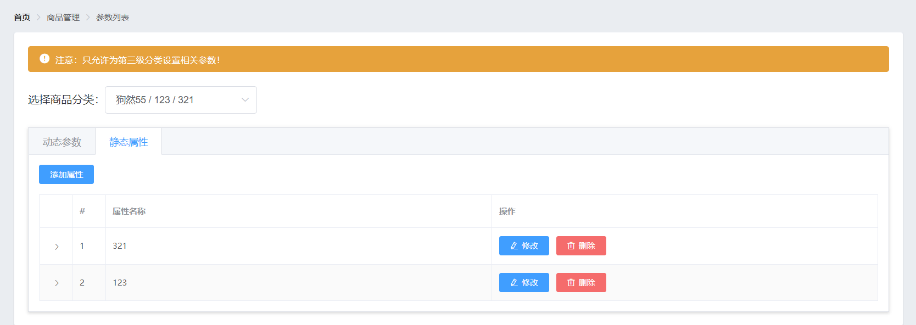 首页 > 商品管理 > 参数列表
注意：只允许为第三级分类设置相关参数！
选择商品分类： 狗然55 / 123 / 321
动态参数 静态属性
添加属性
# 属性名称 操作
1 321 修改 删除
2 123 修改 删除